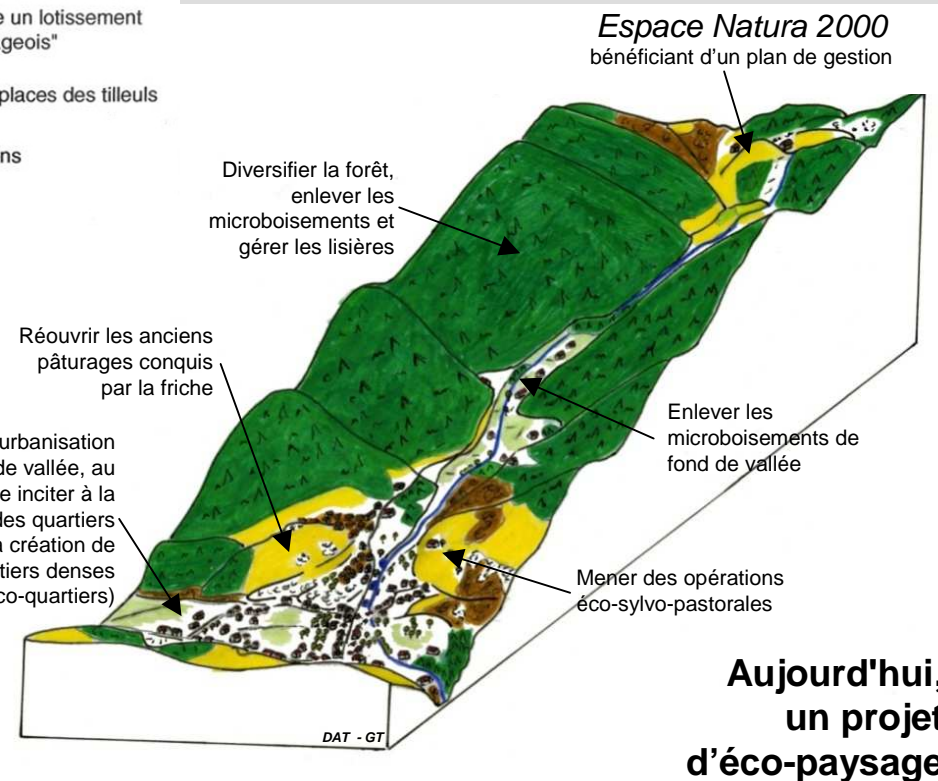 e un lotissement
geois"
places des tilleuls
ns
Espace Natura 2000
bénéficiant d'un plan de gestion
Diversifier la forêt,
enlever les
microboisements et
gérer les lisières
Réouvrir les anciens
pâturages conquis
par la friche
urbanisation
de vallée, au
e inciter à la
des quartiers
a création de
tiers denses
co-quartiers)
Enlever les
microboisements de
fond de vallée
Mener des opérations
éco-sylvo-pastorales
DAT - GT
Aujourd'hui,
un projet
d'éco-paysage